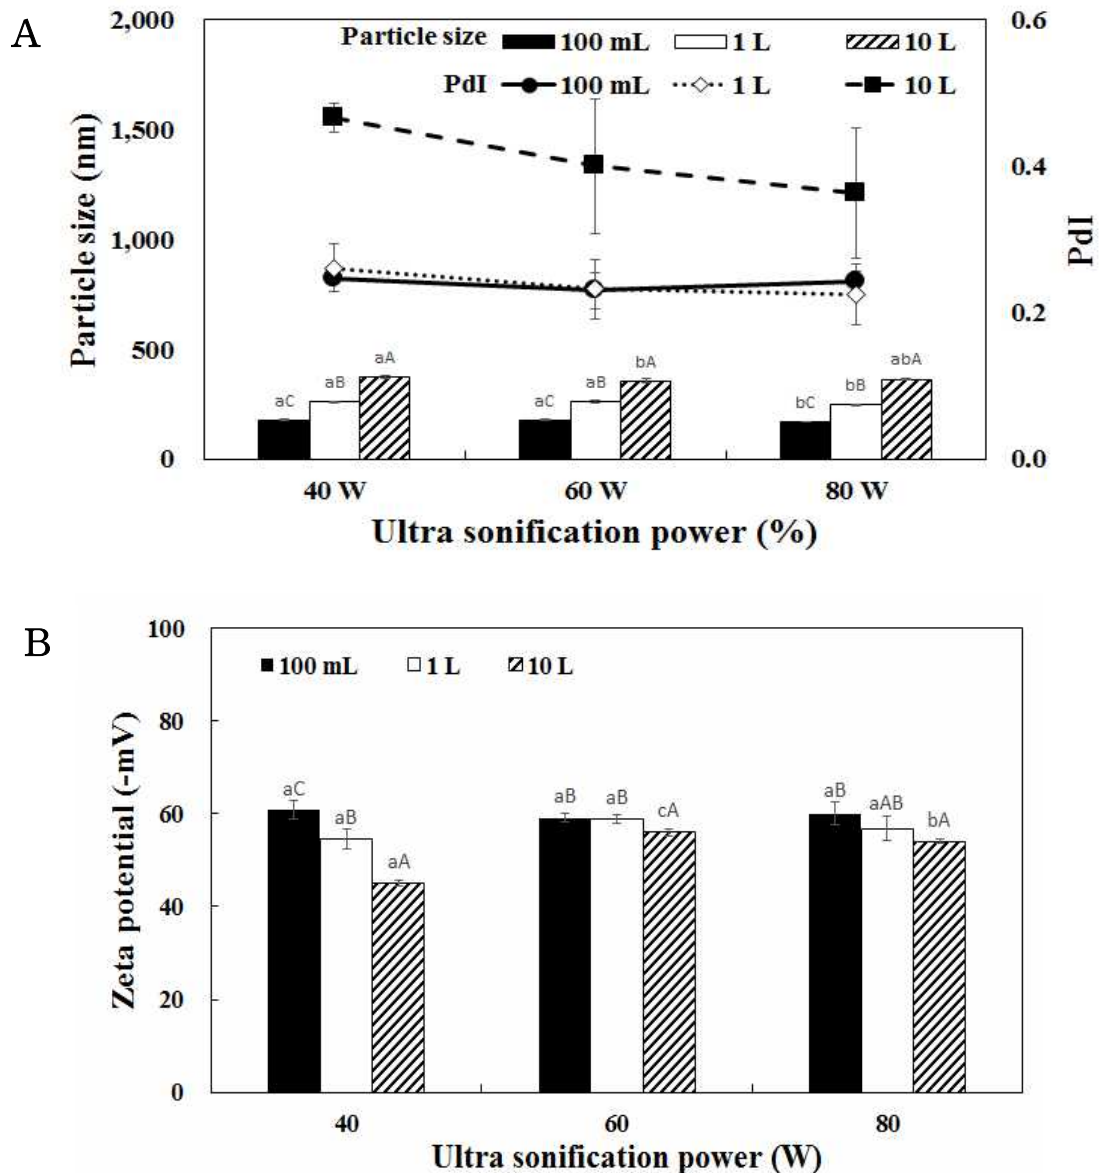 A
2,000
1,500
1,000
500
0
Particle size (nm)
Particle size 100 mL 1 L 10 L
PdI 100 mL 1 L 10 L
0.6
0.4
0.2
0.0
PdI
aC aB aA
aC aB bA
bC bB abA
40 W 60 W 80 W
Ultra sonification power (%)
B
100
80
60
40
20
0
Zeta potential (-mV)
100 mL 1 L 10 L
aC aB aA
aB aB cA
aB aAB bA
40 60 80
Ultra sonification power (W)